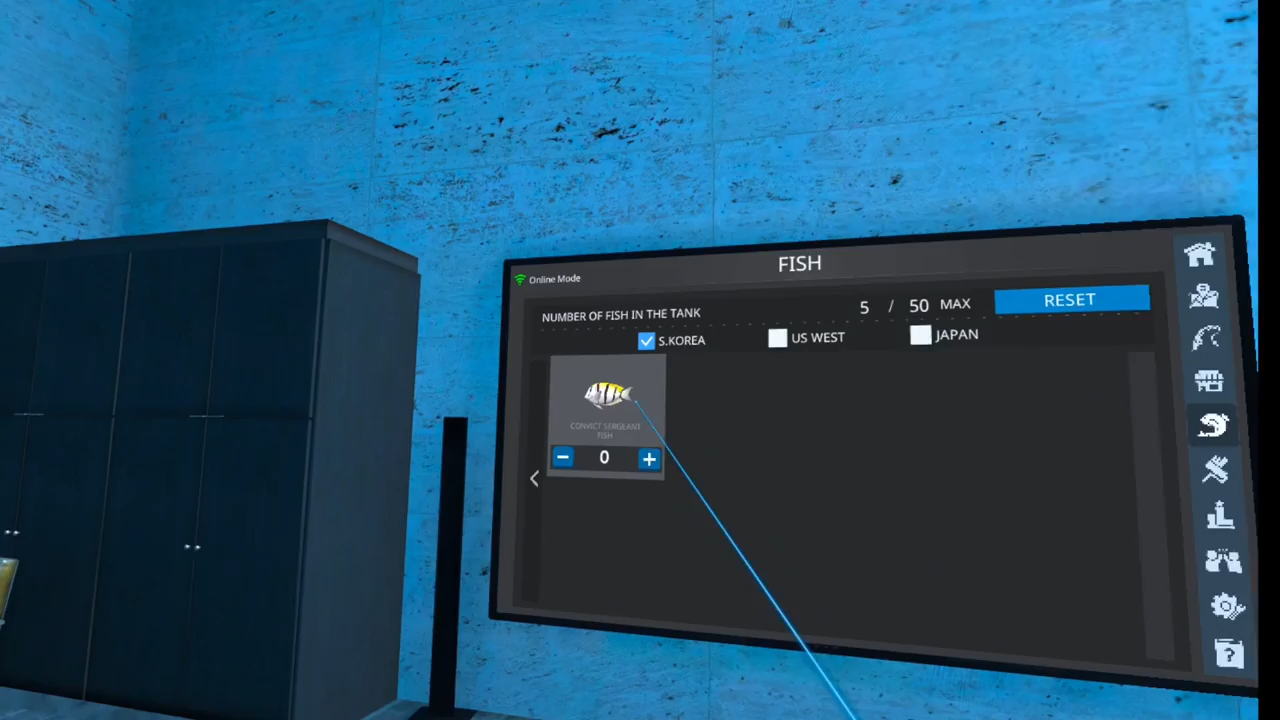 FISH
Online Mode
NUMBER OF FISH IN THE TANK 5 / 50 MAX RESET
S.KOREA US WEST JAPAN
CONVICT SERGEANT
FISH
− 0 +
<
?